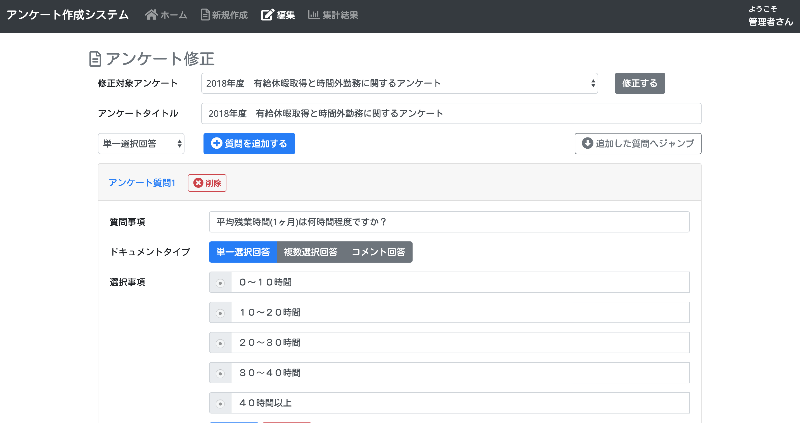 アンケート作成システム ホーム 新規作成 編集 集計結果
ようこそ
管理者さん
アンケート修正
修正対象アンケート 2018年度　有給休暇取得と時間外勤務に関するアンケート 修正する
アンケートタイトル 2018年度　有給休暇取得と時間外勤務に関するアンケート
単一選択回答 質問を追加する 追加した質問へジャンプ
アンケート質問1 削除
質問事項 平均残業時間(1ヶ月)は何時間程度ですか？
ドキュメントタイプ 単一選択回答 複数選択回答 コメント回答
選択事項 ０〜１０時間
１０〜２０時間
２０〜３０時間
３０〜４０時間
４０時間以上